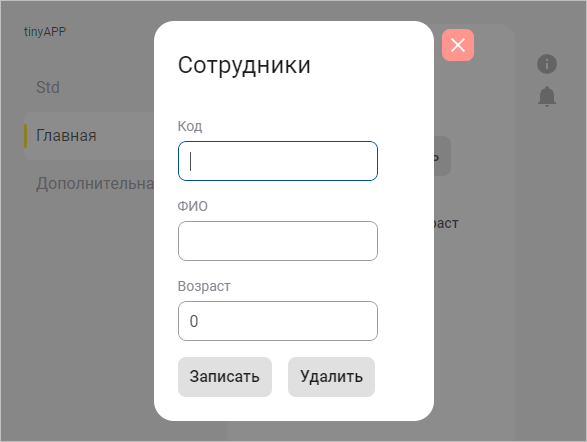 tinyAPP
Std
Главная
Дополнительна
Сотрудники
Код
ФИО
Возраст
0
Записать
Удалить
ь
раст